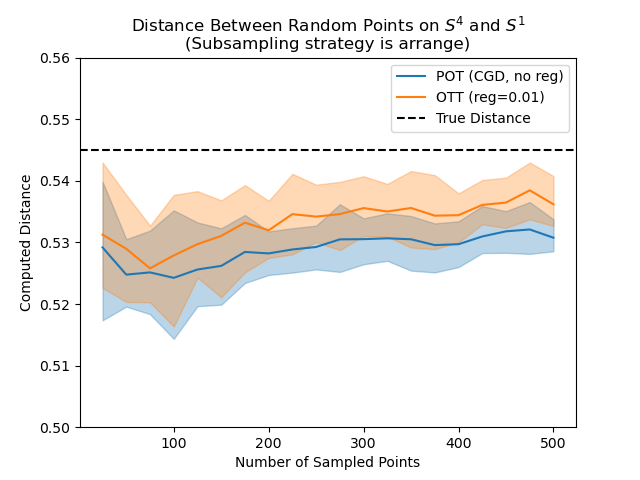 Distance Between Random Points on $S^4$ and $S^1$
(Subsampling strategy is arrange)
0.56
0.55
0.54
0.53
0.52
0.51
0.50
Computed Distance
POT (CGD, no reg)
OTT (reg=0.01)
True Distance
100
200
300
400
500
Number of Sampled Points